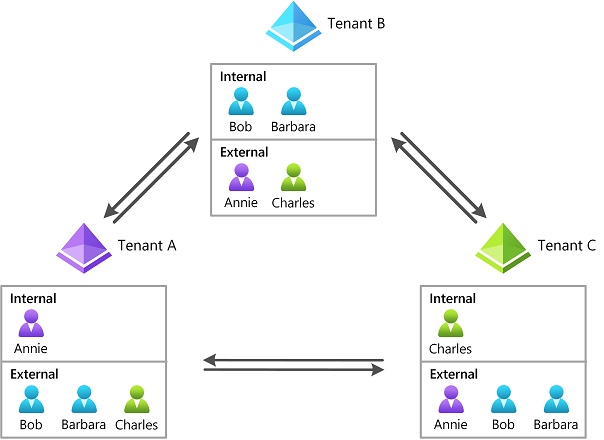 Tenant B
Internal
Bob Barbara
External
Annie Charles
Tenant A
Internal
Annie
External
Bob Barbara Charles
Tenant C
Internal
Charles
External
Annie Bob Barbara